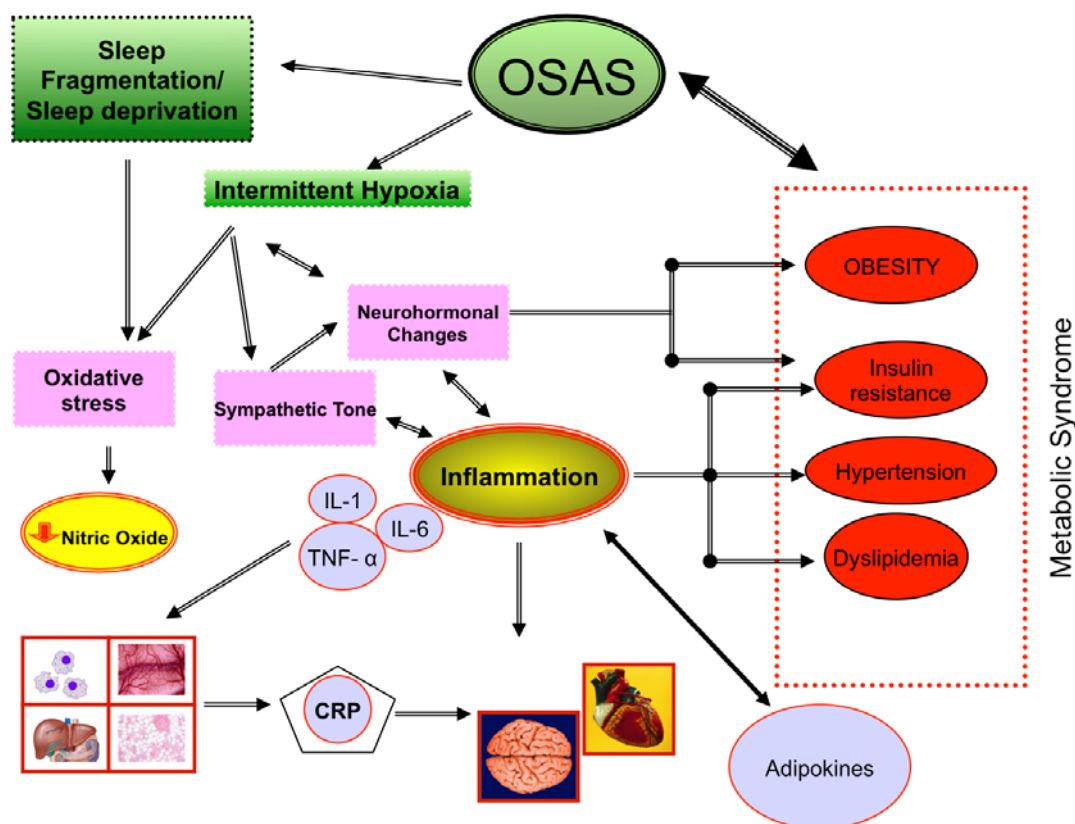 Sleep
Fragmentation/
Sleep deprivation
OSAS
Intermittent Hypoxia
Neurohormonal
Changes
OBESITY
Oxidative
stress
Sympathetic Tone
Insulin
resistance
Inflammation
Hypertension
IL-1
IL-6
Nitric Oxide
TNF- α
Dyslipidemia
Metabolic Syndrome
CRP
Adipokines